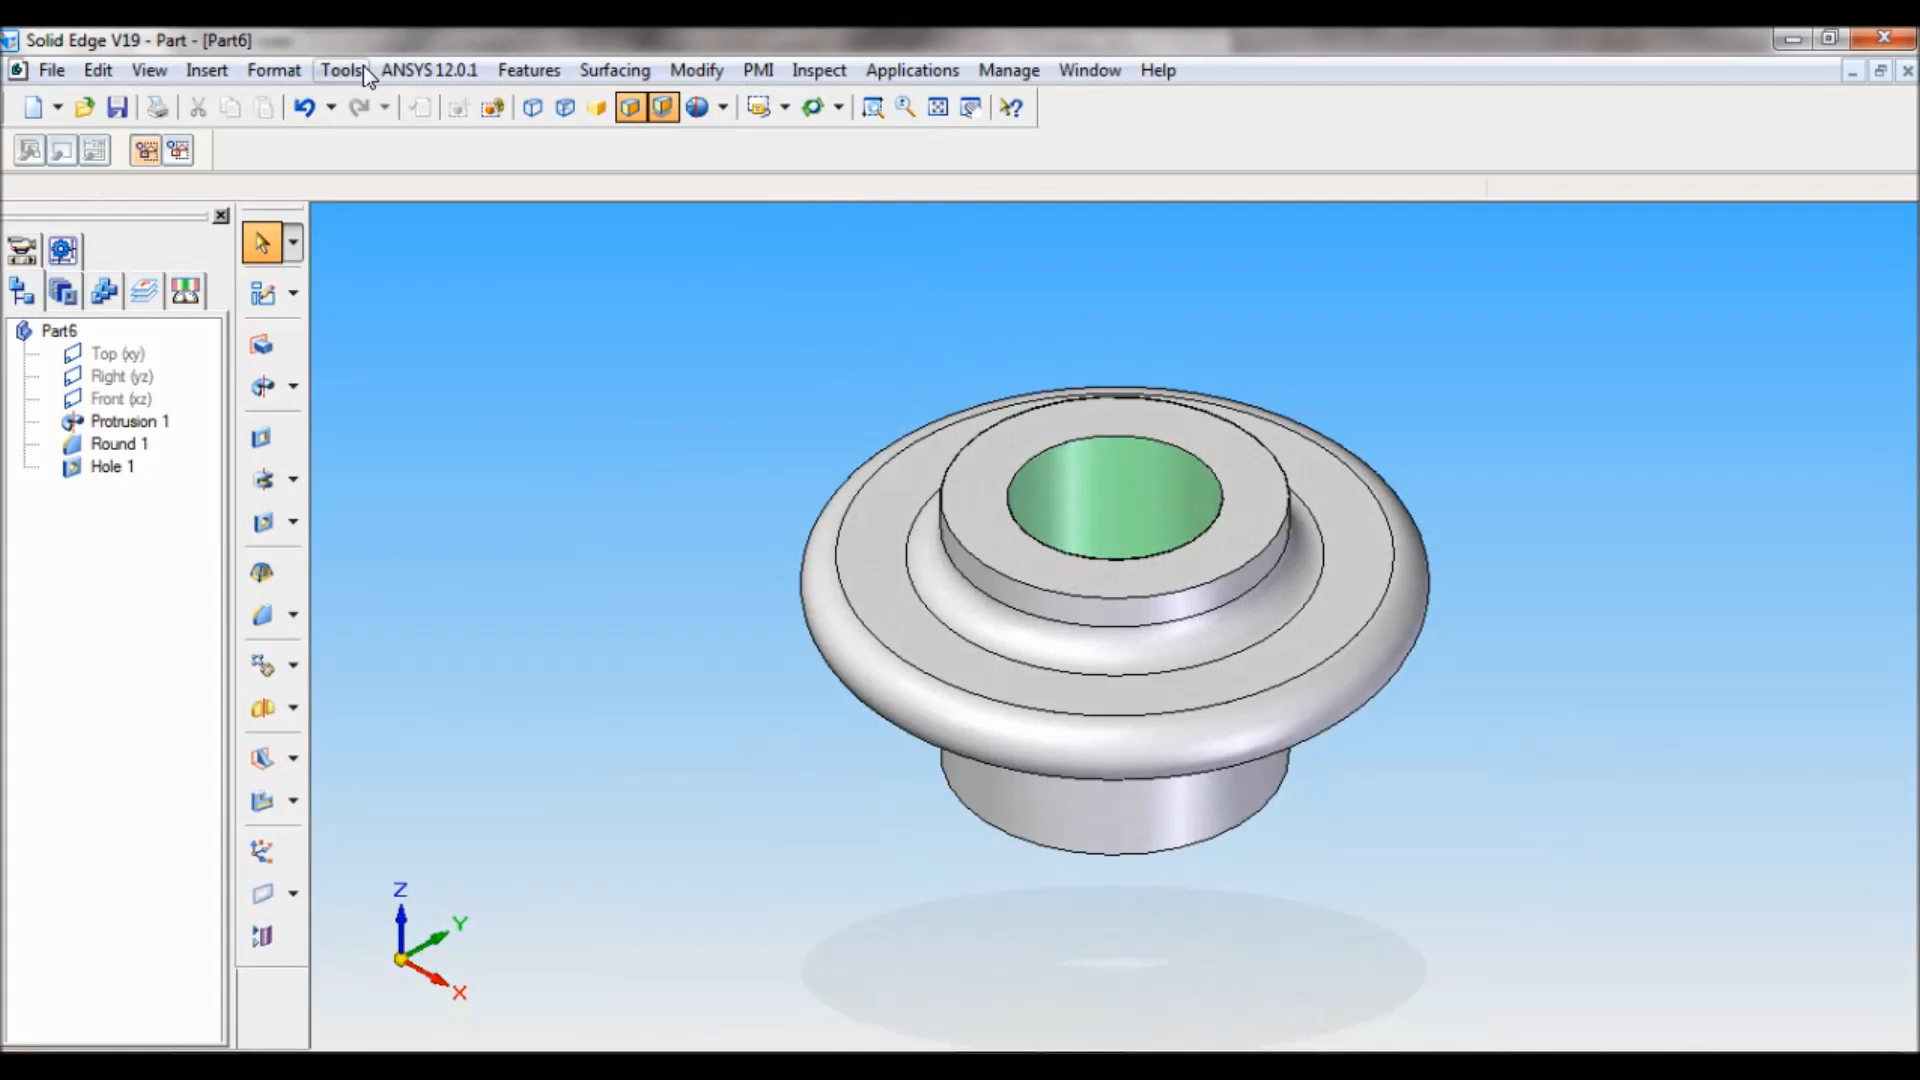 Solid Edge V19 - Part - [Part6]
File Edit View Insert Format Tools ANSYS 12.0.1 Features Surfacing Modify PMI Inspect Applications Manage Window Help
Part6
Top (xy)
Right (yz)
Front (xz)
Protrusion 1
Round 1
Hole 1
Z
Y
X